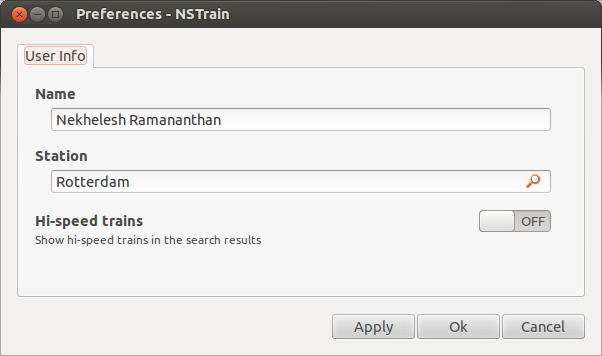 Preferences - NSTrain
User Info
Name
Nekhelesh Ramananthan
Station
Rotterdam
Hi-speed trains
OFF
Show hi-speed trains in the search results
Apply
Ok
Cancel